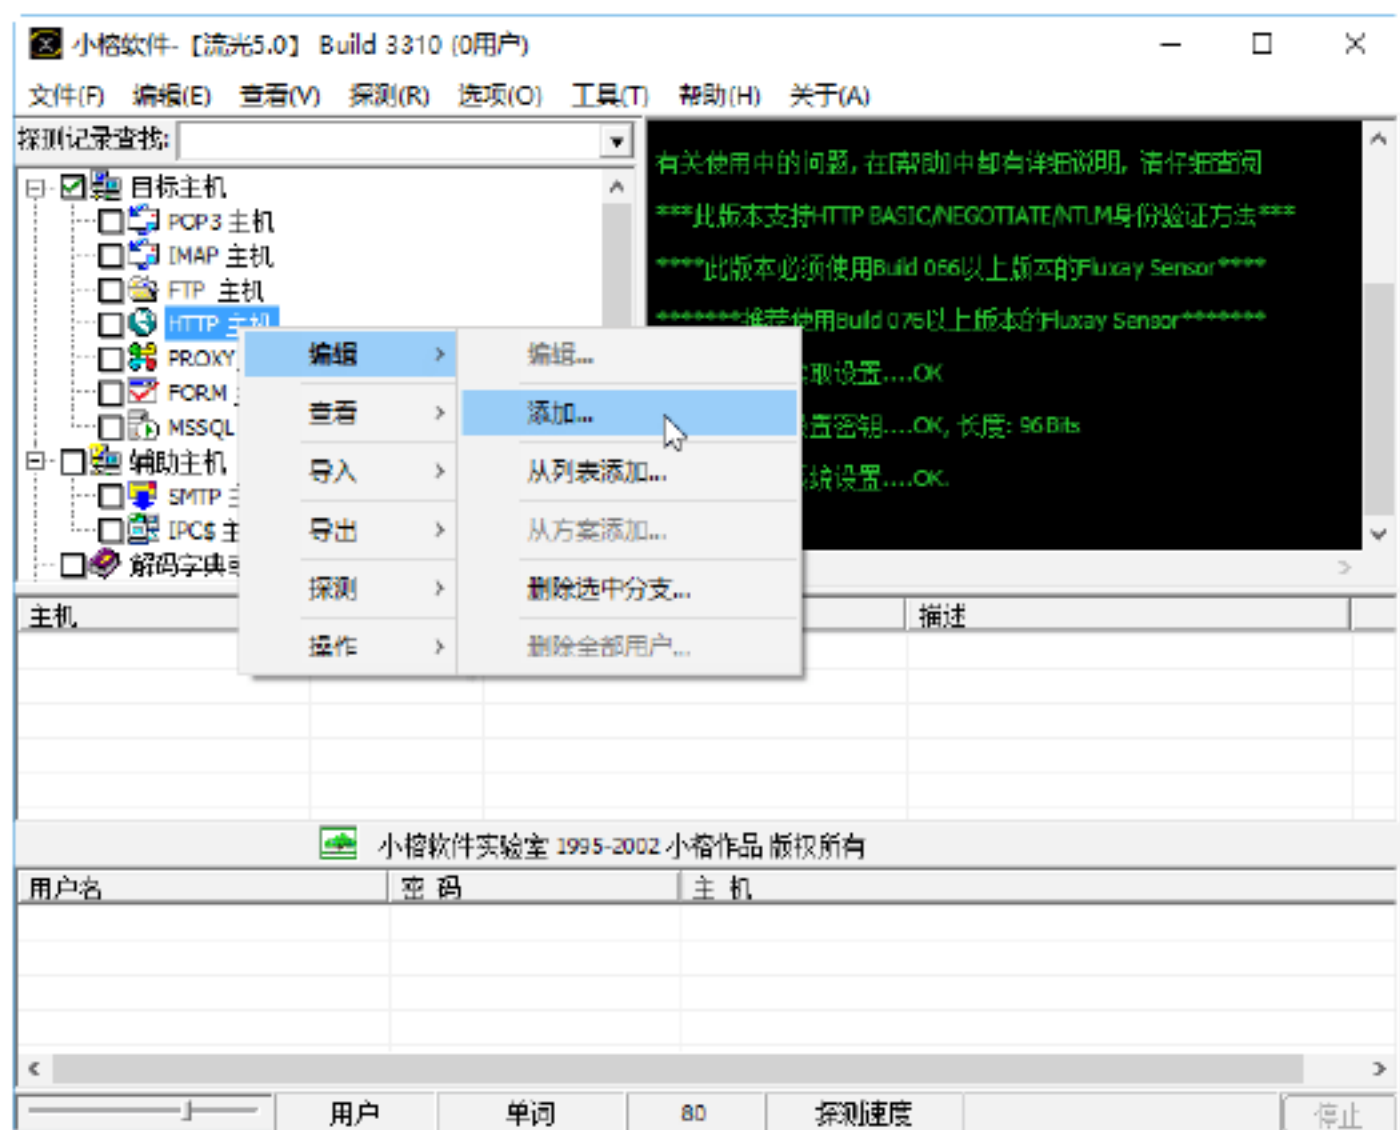 小榕软件-【流光5.0】 Build 3310 (0用户)
文件(F) 编辑(E) 查看(V) 探测(R) 选项(O) 工具(T) 帮助(H) 关于(A)
探测记录查找:
目标主机
POP3 主机
IMAP 主机
FTP 主机
HTTP 主机
PROXY
FORM
MSSQL
辅助主机
SMTP 主
IPC$ 主
解码字典
有关使用中的问题, 在[帮助]中都有详细说明, 请仔细查阅
***此版本支持HTTP BASIC/NEGOTIATE/NTLM身份验证方法***
****此版本必须使用Build 066以上版本的Fluxay Sensor****
*******推荐使用Build 076以上版本的Fluxay Sensor*******
取设置....OK
置密钥....OK, 长度: 96Bits
统设置....OK.
编辑
查看
导入
导出
探测
操作
编辑...
添加...
从列表添加...
从方案添加...
删除选中分支...
删除全部用户...
主机 描述
小榕软件实验室 1995-2002 小榕作品 版权所有
用户名 密 码 主 机
用户 单词 80 探测速度 停止